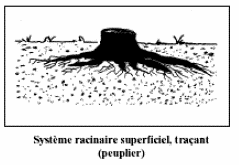 Système racinaire superficiel, traçant
(peuplier)